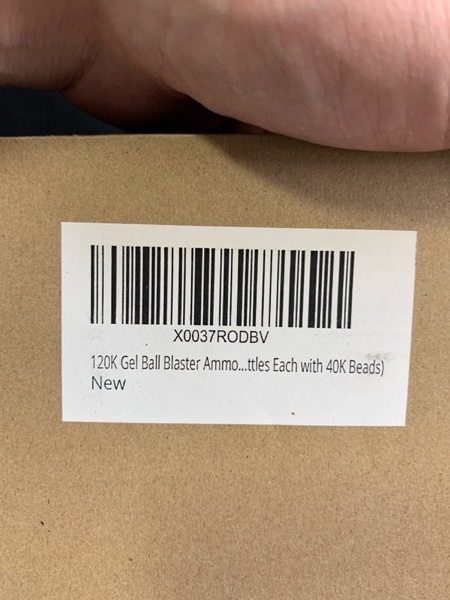 X0037RODBV
120K Gel Ball Blaster Ammo...ttles Each with 40K Beads)
New